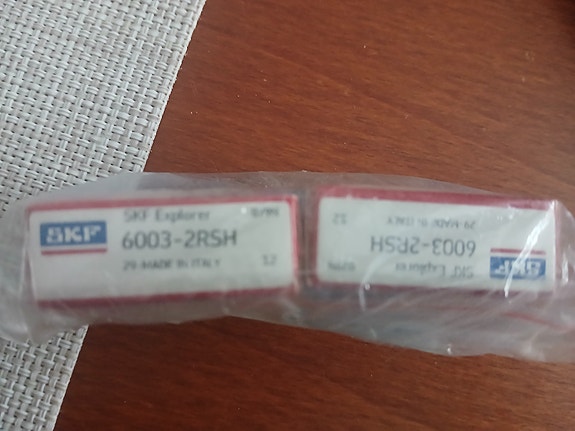 SKF
SKF Explorer
6003-2RSH
29 MADE IN ITALY 52
SKF
SKF Explorer
6003-2RSH
29 MADE IN ITALY 52